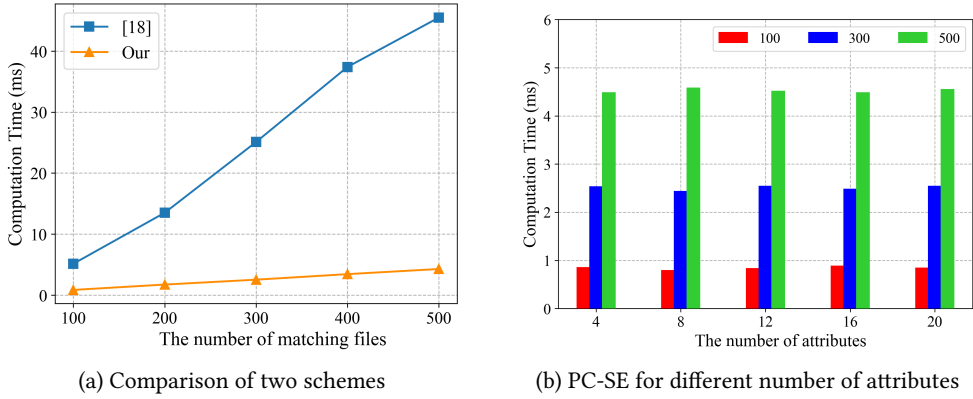 [18]
Our
Computation Time (ms)
40
30
20
10
0
100 200 300 400 500
The number of matching files
(a) Comparison of two schemes
100 300 500
Computation Time (ms)
6
5
4
3
2
1
0
4 8 12 16 20
The number of attributes
(b) PC-SE for different number of attributes